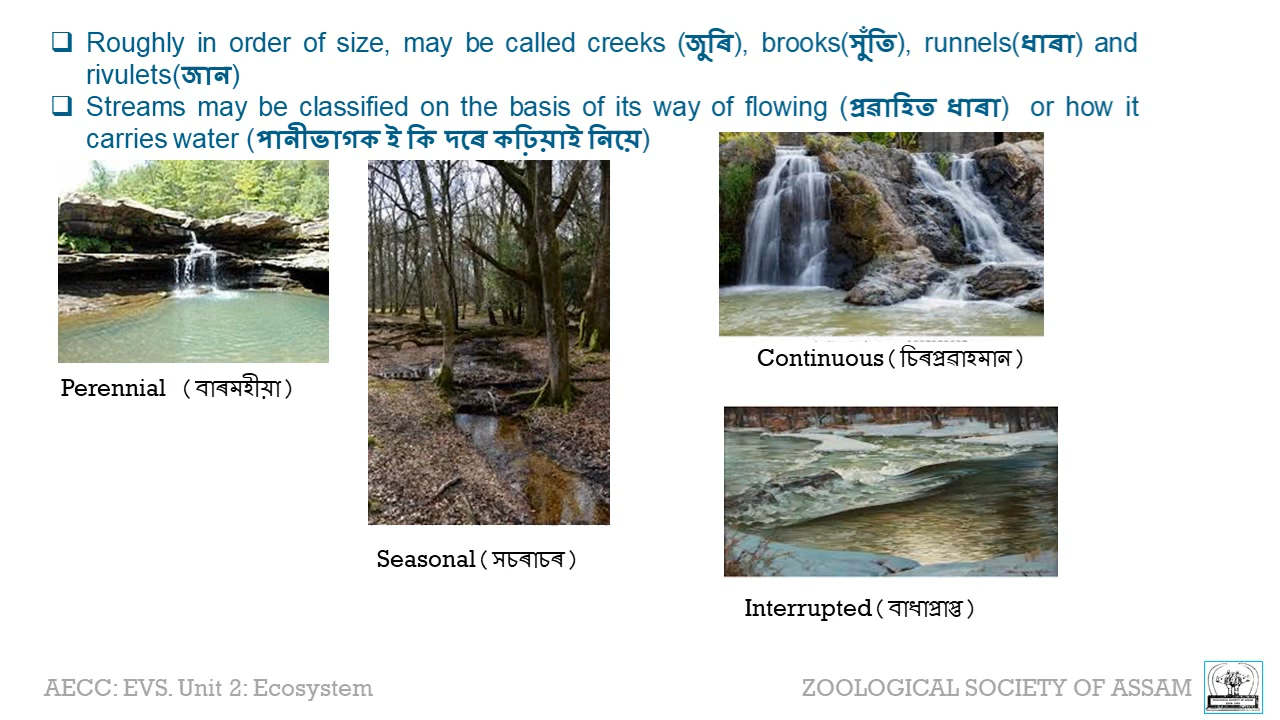 ❑ Roughly in order of size, may be called creeks (জুৰি), brooks(সুঁতি), runnels(ধাৰা) and
rivulets(জান)
❑ Streams may be classified on the basis of its way of flowing (প্ৰৱাহিত ধাৰা) or how it
carries water (পানীভাগক ই কি দৰে কঢ়িয়াই নিয়ে)
Perennial (বাৰমহীয়া)
Seasonal(সচৰাচৰ)
Continuous(চিৰপ্ৰৱাহমান)
Interrupted(বাধাপ্ৰাপ্ত)
AECC: EVS. Unit 2: Ecosystem
ZOOLOGICAL SOCIETY OF ASSAM